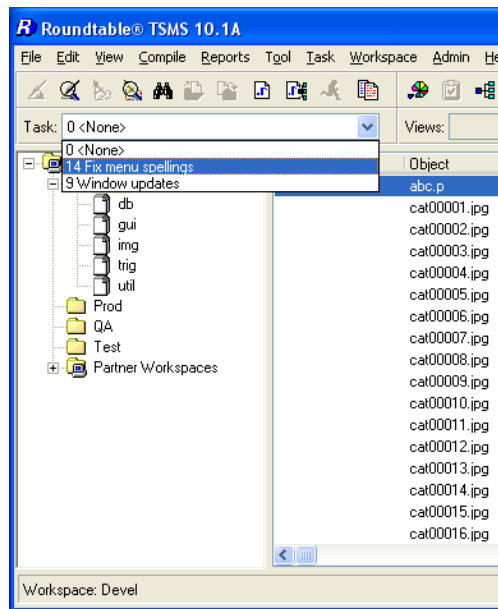 Roundtable® TSMS 10.1A
File Edit View Compile Reports Tool Task Workspace Admin He
Task: 0 <None> Views:
0 <None>
14 Fix menu spellings
9 Window updates
db
gui
img
trig
util
Prod
QA
Test
Partner Workspaces
Object
abc.p
cat00001.jpg
cat00002.jpg
cat00003.jpg
cat00004.jpg
cat00005.jpg
cat00006.jpg
cat00007.jpg
cat00008.jpg
cat00009.jpg
cat00010.jpg
cat00011.jpg
cat00012.jpg
cat00013.jpg
cat00014.jpg
cat00015.jpg
cat00016.jpg
Workspace: Devel